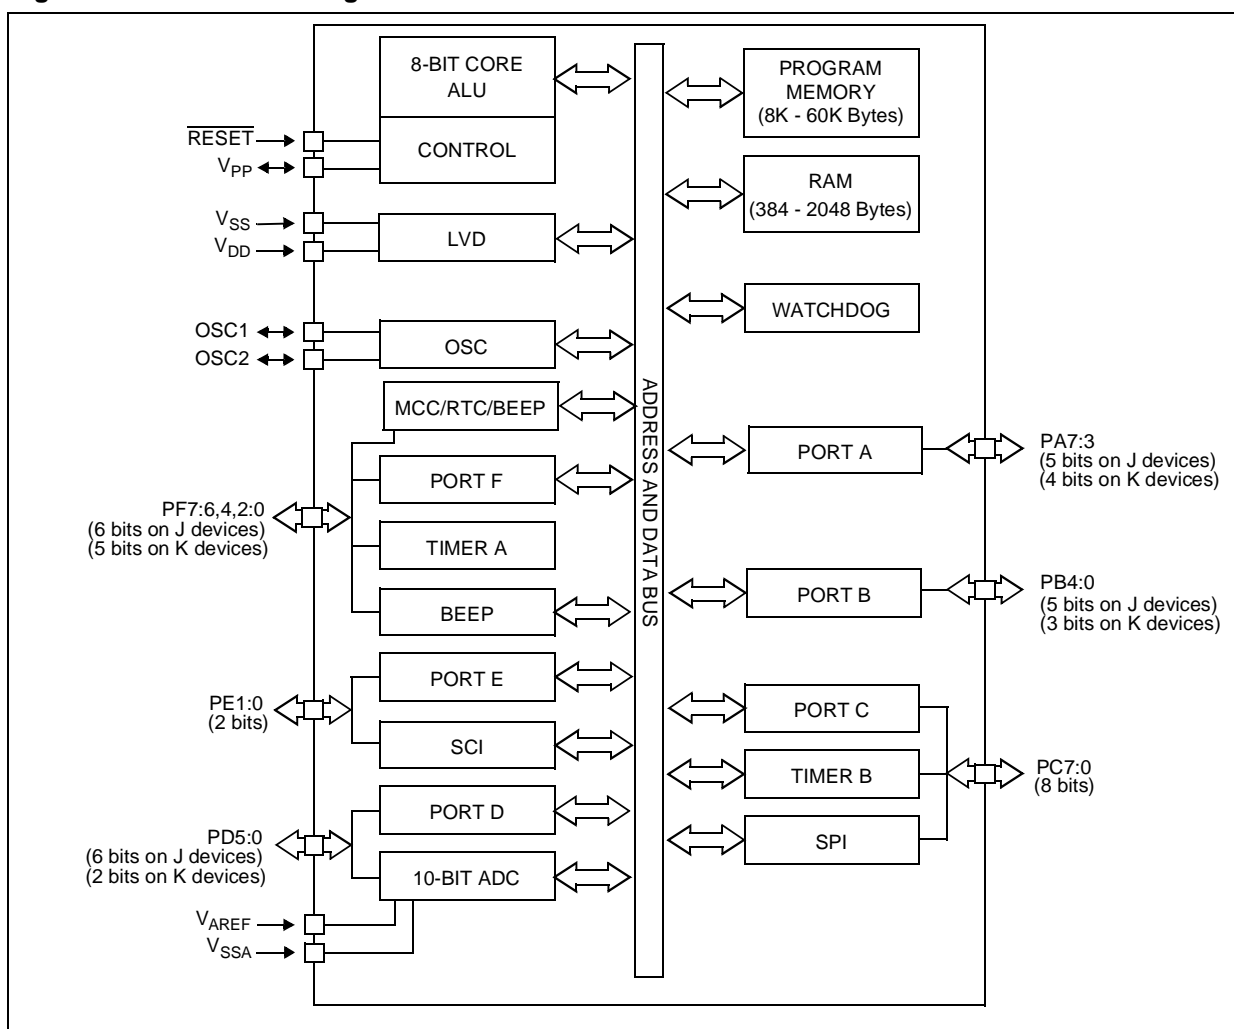 8-BIT CORE
ALU
CONTROL
RESET
VPP
VSS
VDD
LVD
OSC1
OSC2
OSC
MCC/RTC/BEEP
PORT F
PF7:6,4,2:0
(6 bits on J devices)
(5 bits on K devices)
TIMER A
BEEP
PORT E
PE1:0
(2 bits)
SCI
PORT D
PD5:0
(6 bits on J devices)
(2 bits on K devices)
10-BIT ADC
VAREF
VSSA
ADDRESS AND DATA BUS
PROGRAM
MEMORY
(8K - 60K Bytes)
RAM
(384 - 2048 Bytes)
WATCHDOG
PORT A
PA7:3
(5 bits on J devices)
(4 bits on K devices)
PORT B
PB4:0
(5 bits on J devices)
(3 bits on K devices)
PORT C
TIMER B
PC7:0
(8 bits)
SPI